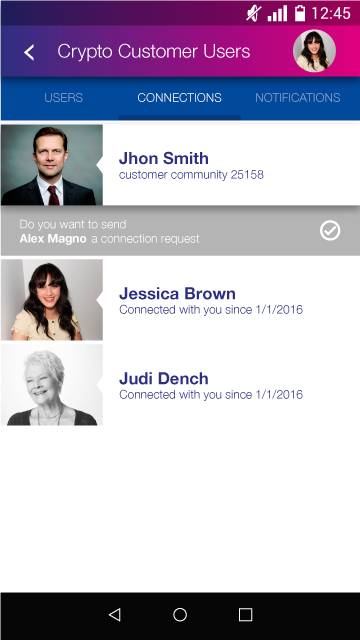 12:45
Crypto Customer Users
USERS
CONNECTIONS
NOTIFICATIONS
Jhon Smith
customer community 25158
Do you want to send
Alex Magno a connection request
Jessica Brown
Connected with you since 1/1/2016
Judi Dench
Connected with you since 1/1/2016